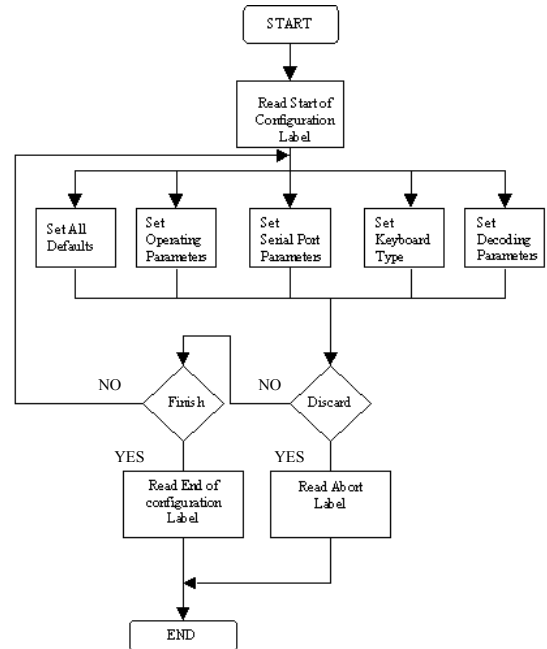 START
Read Start of
Configuration
Label
Set All
Defaults
Set
Operating
Parameters
Set
Serial Port
Parameters
Set
Keyboard
Type
Set
Decoding
Parameters
NO
Finish
NO
Discard
YES
YES
Read End of
configuration
Label
Read Abort
Label
END